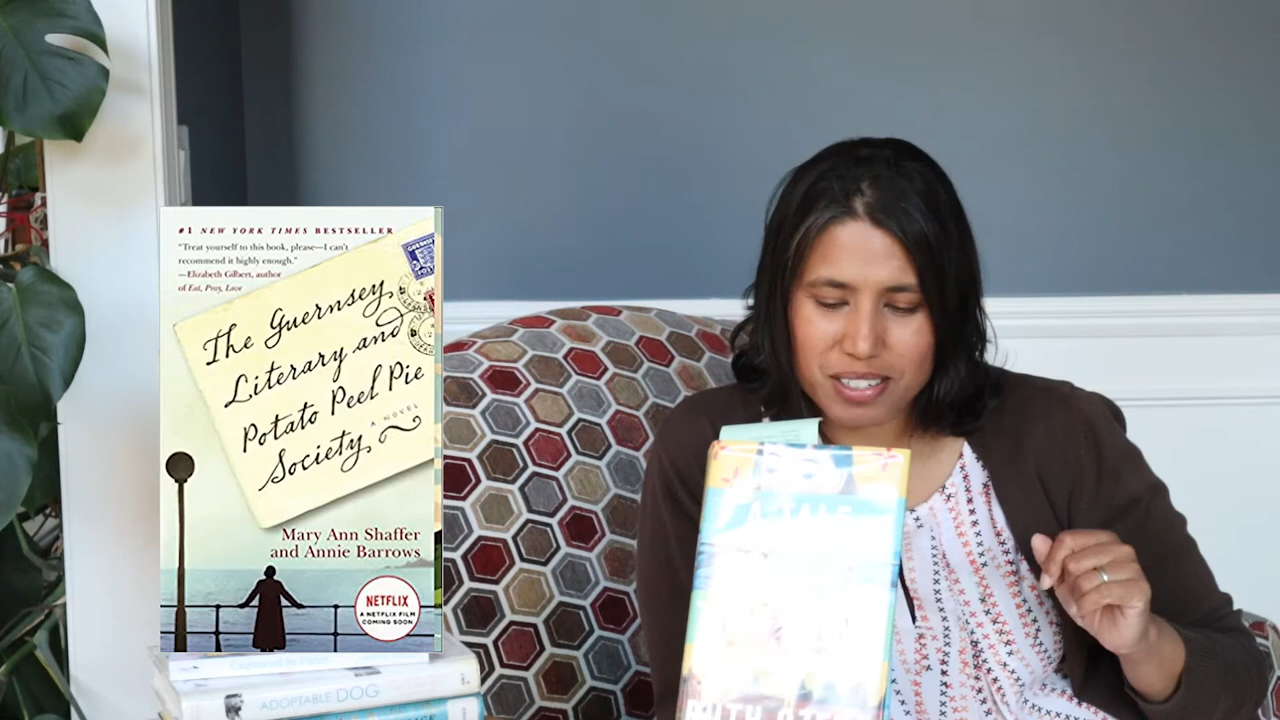 #1 NEW YORK TIMES BESTSELLER
"Treat yourself to this book, please—I can't
recommend it highly enough."
—Elizabeth Gilbert, author
of Eat, Pray, Love
The Guernsey
Literary and
Potato Peel Pie
Society
A NOVEL
Mary Ann Shaffer
and Annie Barrows
NETFLIX
A NETFLIX FILM
COMING SOON
ADOPTABLE DOG
A TALE
RUTH